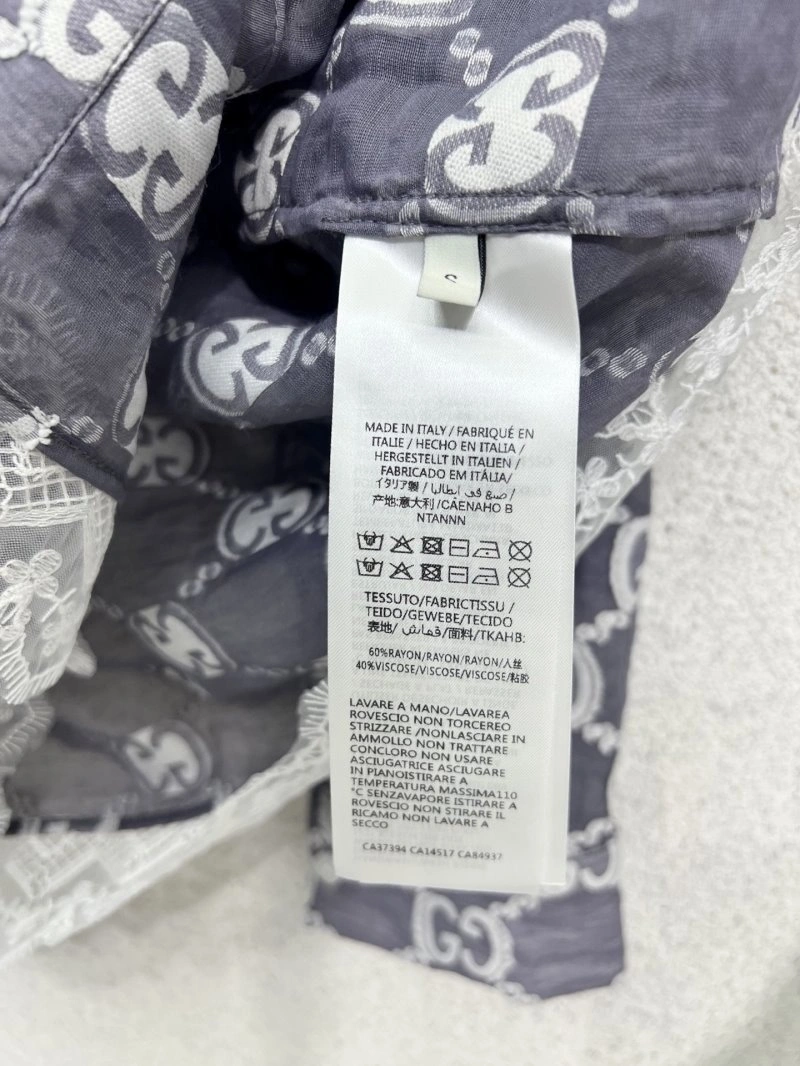 S
MADE IN ITALY / FABRIQUÉ EN
ITALIE / HECHO EN ITALIA /
HERGESTELLT IN ITALIEN /
FABRICADO EM ITÁLIA/
イタリア製 / صنع في ايطاليا /
产地:意大利 /CAENAHO B
NTANNN
TESSUTO/FABRICTISSU /
TEIDO/GEWEBE/TECIDO
表地/ قماش/面料/TKAHB:
60%RAYON/RAYON/RAYON/人丝
40%VISCOSE/VISCOSE/VISCOSE/粘胶
LAVARE A MANO/LAVAREA
ROVESCIO NON TORCEREO
STRIZZARE /NONLASCIARE IN
AMMOLLO NON TRATTARE
CONCLORO NON USARE
ASCIUGATRICE ASCIUGARE
IN PIANOISTIRARE A
TEMPERATURA MASSIMA110
°C SENZAVAPORE ISTIRARE A
ROVESCIO NON STIRARE IL
RICAMO NON LAVARE A
SECCO
CA37394 CA14517 CA84937
GG